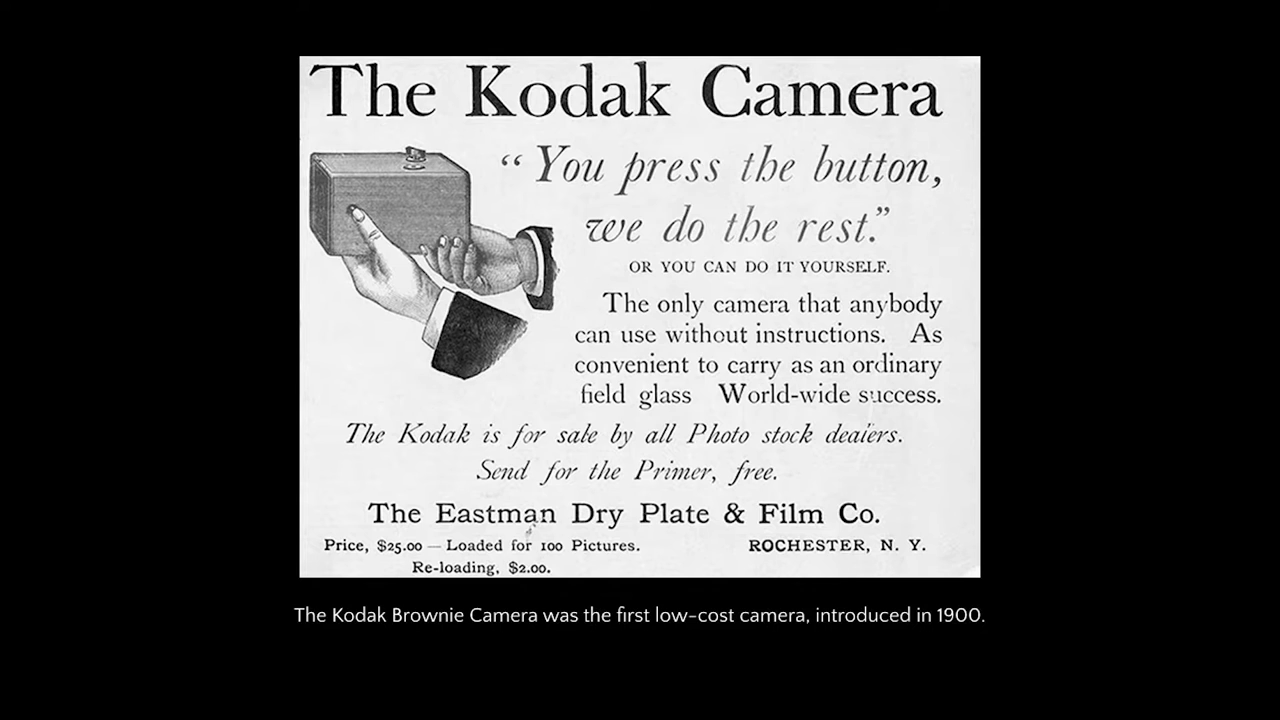 The Kodak Camera
“You press the button,
we do the rest.”
OR YOU CAN DO IT YOURSELF.
The only camera that anybody
can use without instructions. As
convenient to carry as an ordinary
field glass World-wide success.
The Kodak is for sale by all Photo stock dealers.
Send for the Primer, free.
The Eastman Dry Plate & Film Co.
Price, $25.00 — Loaded for 100 Pictures. ROCHESTER, N. Y.
Re-loading, $2.00.
The Kodak Brownie Camera was the first low-cost camera, introduced in 1900.